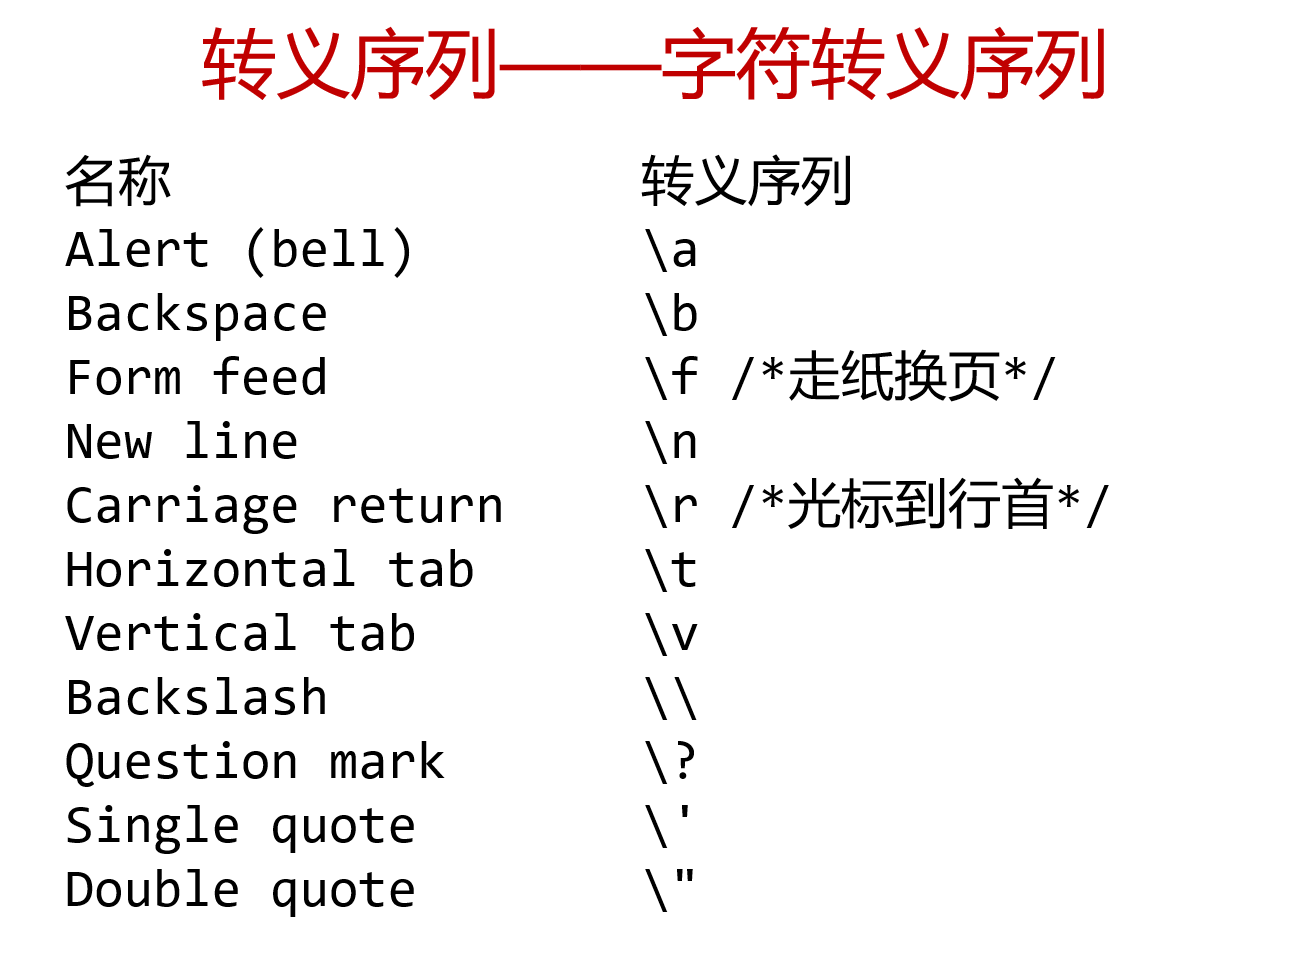 转义序列——字符转义序列
名称 转义序列
Alert (bell) \a
Backspace \b
Form feed \f /*走纸换页*/
New line \n
Carriage return \r /*光标到行首*/
Horizontal tab \t
Vertical tab \v
Backslash \\
Question mark \?
Single quote \'
Double quote \"